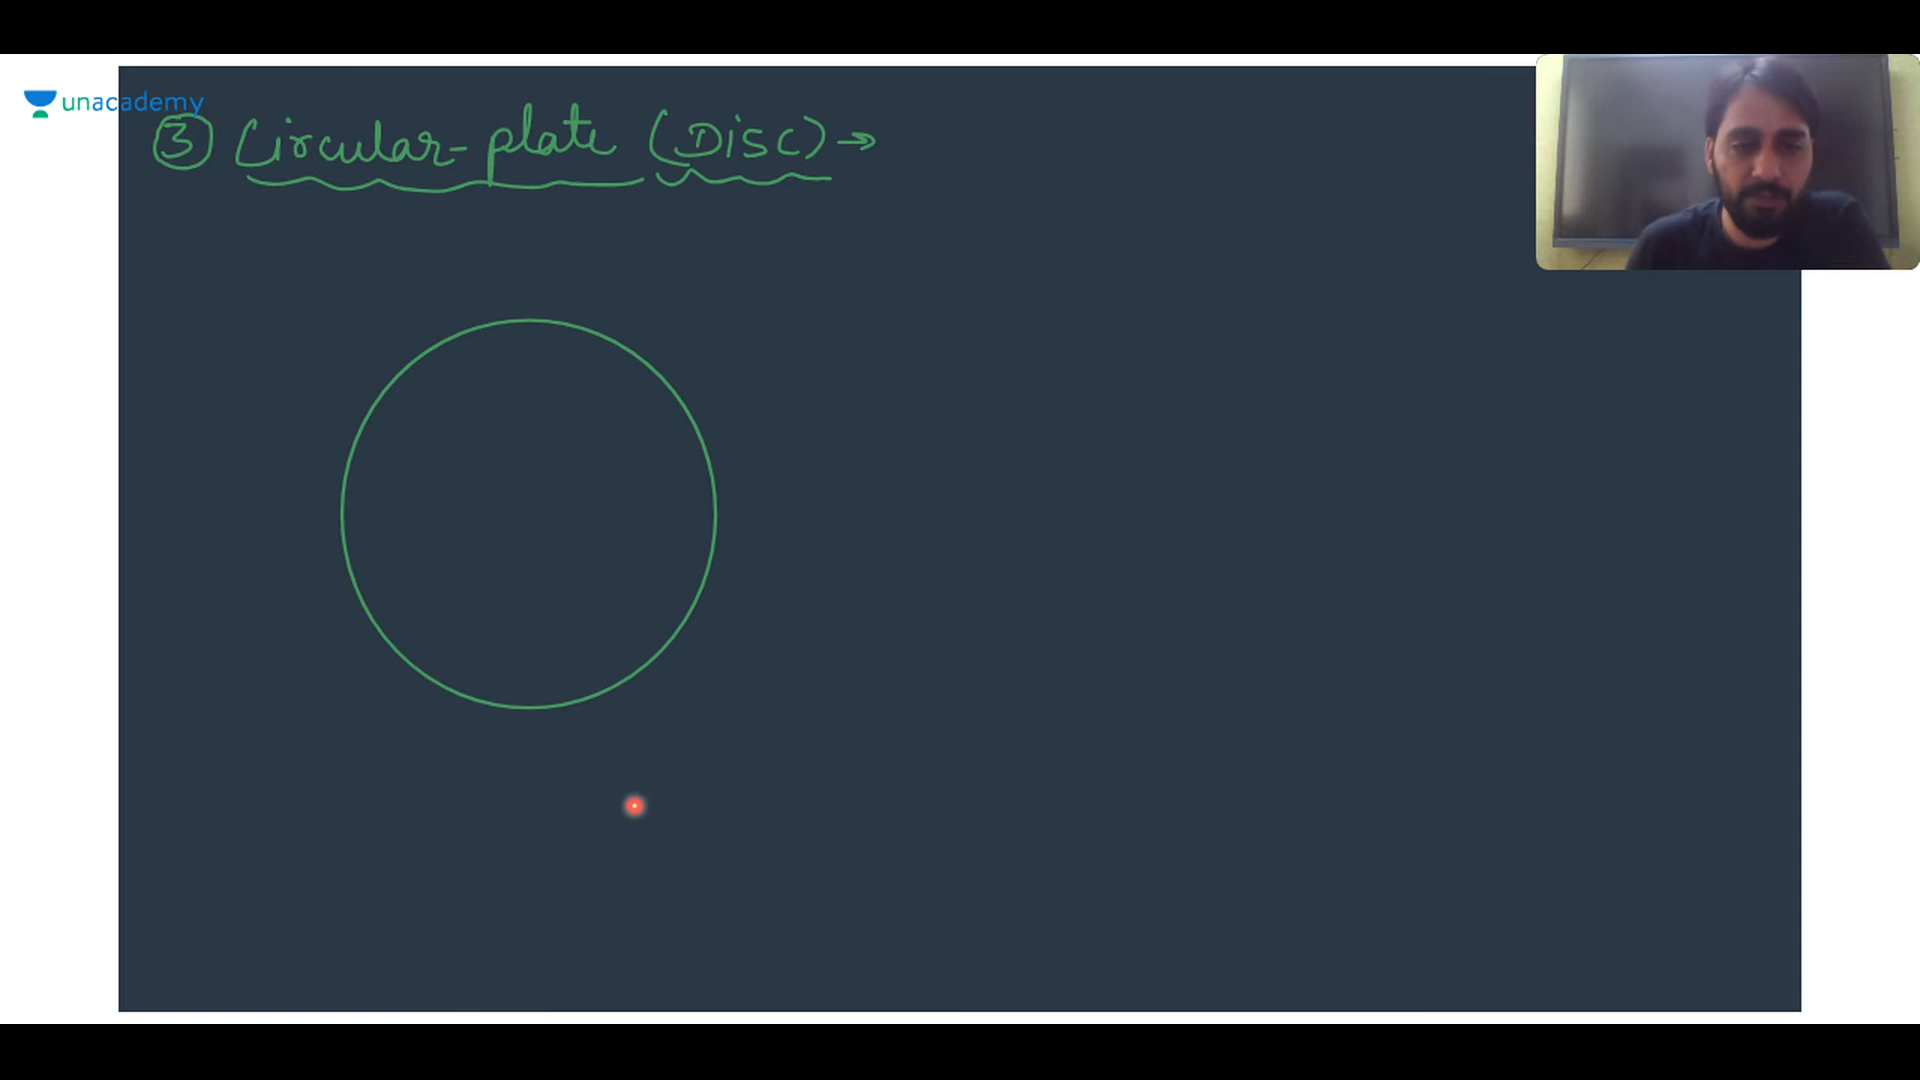 unacademy
③ Circular-plate (Disc) →